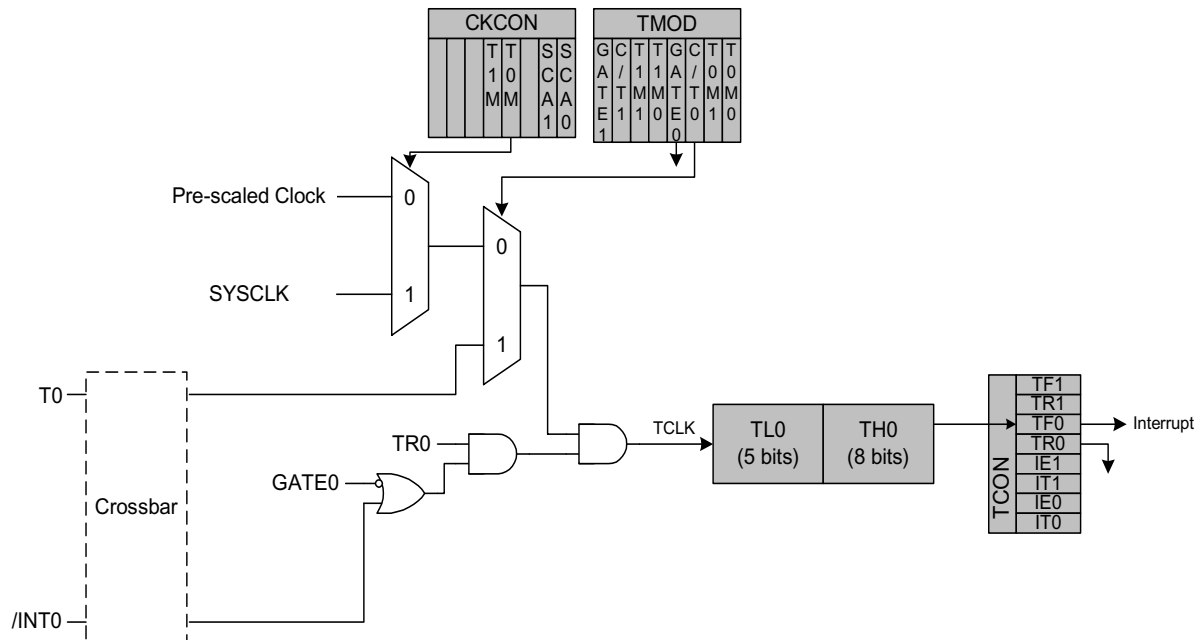 CKCON
T1M
T0M
SCA1
SCA0
TMOD
GATE1
C/T1
T1M1
T1M0
GATE0
C/T0
T0M1
T0M0
Pre-scaled Clock
0
SYSCLK
1
0
1
T0
Crossbar
/INT0
TR0
GATE0
TCLK
TL0
(5 bits)
TH0
(8 bits)
TCON
TF1
TR1
TF0
TR0
IE1
IT1
IE0
IT0
Interrupt